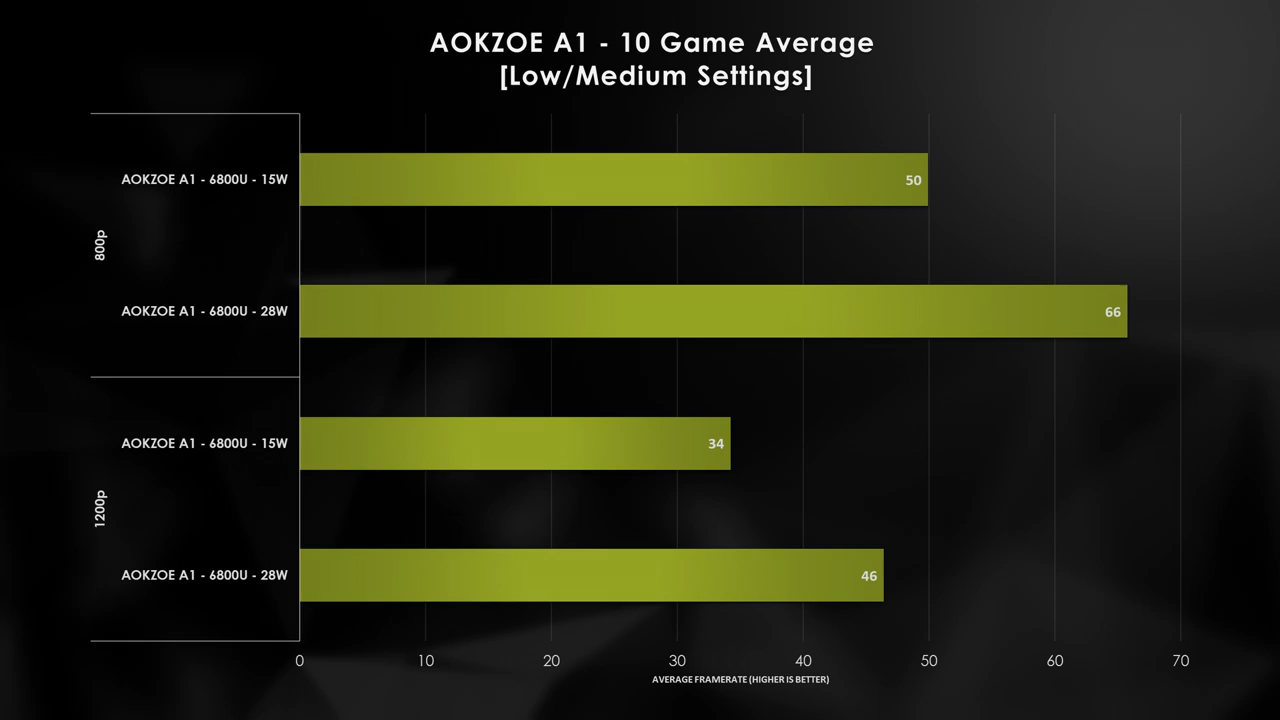 AOKZOE A1 - 10 Game Average
[Low/Medium Settings]
800p
AOKZOE A1 - 6800U - 15W
50
AOKZOE A1 - 6800U - 28W
66
1200p
AOKZOE A1 - 6800U - 15W
34
AOKZOE A1 - 6800U - 28W
46
0 10 20 30 40 50 60 70
AVERAGE FRAMERATE (HIGHER IS BETTER)